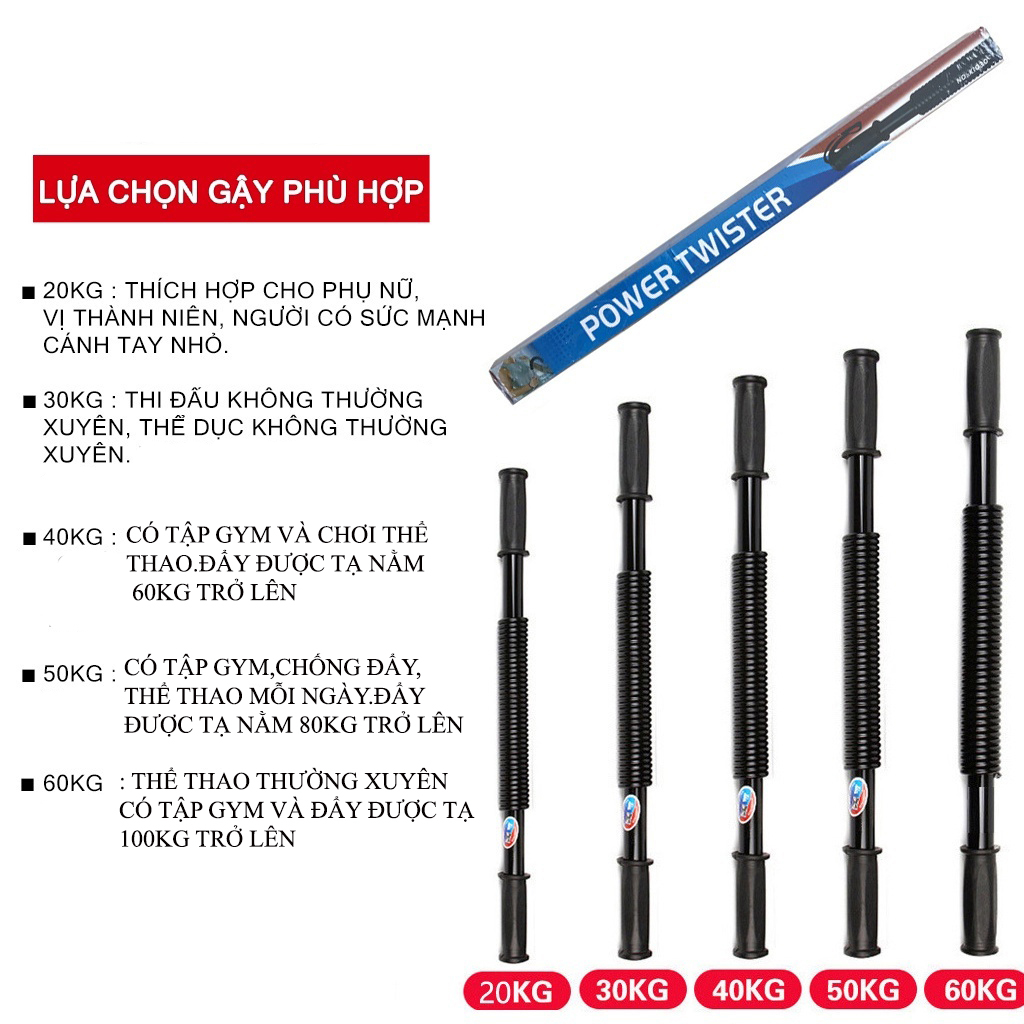 LỰA CHỌN GẬY PHÙ HỢP
POWER TWISTER
■ 20KG : THÍCH HỢP CHO PHỤ NỮ,
VỊ THÀNH NIÊN, NGƯỜI CÓ SỨC MẠNH
CÁNH TAY NHỎ.
■ 30KG : THI ĐẤU KHÔNG THƯỜNG
XUYÊN, THỂ DỤC KHÔNG THƯỜNG
XUYÊN.
■ 40KG : CÓ TẬP GYM VÀ CHƠI THỂ
THAO.ĐẨY ĐƯỢC TẠ NẰM
60KG TRỞ LÊN
■ 50KG : CÓ TẬP GYM,CHỐNG ĐẨY,
THỂ THAO MỖI NGÀY.ĐẨY
ĐƯỢC TẠ NẰM 80KG TRỞ LÊN
■ 60KG : THỂ THAO THƯỜNG XUYÊN
CÓ TẬP GYM VÀ ĐẨY ĐƯỢC TẠ
100KG TRỞ LÊN
20KG 30KG 40KG 50KG 60KG